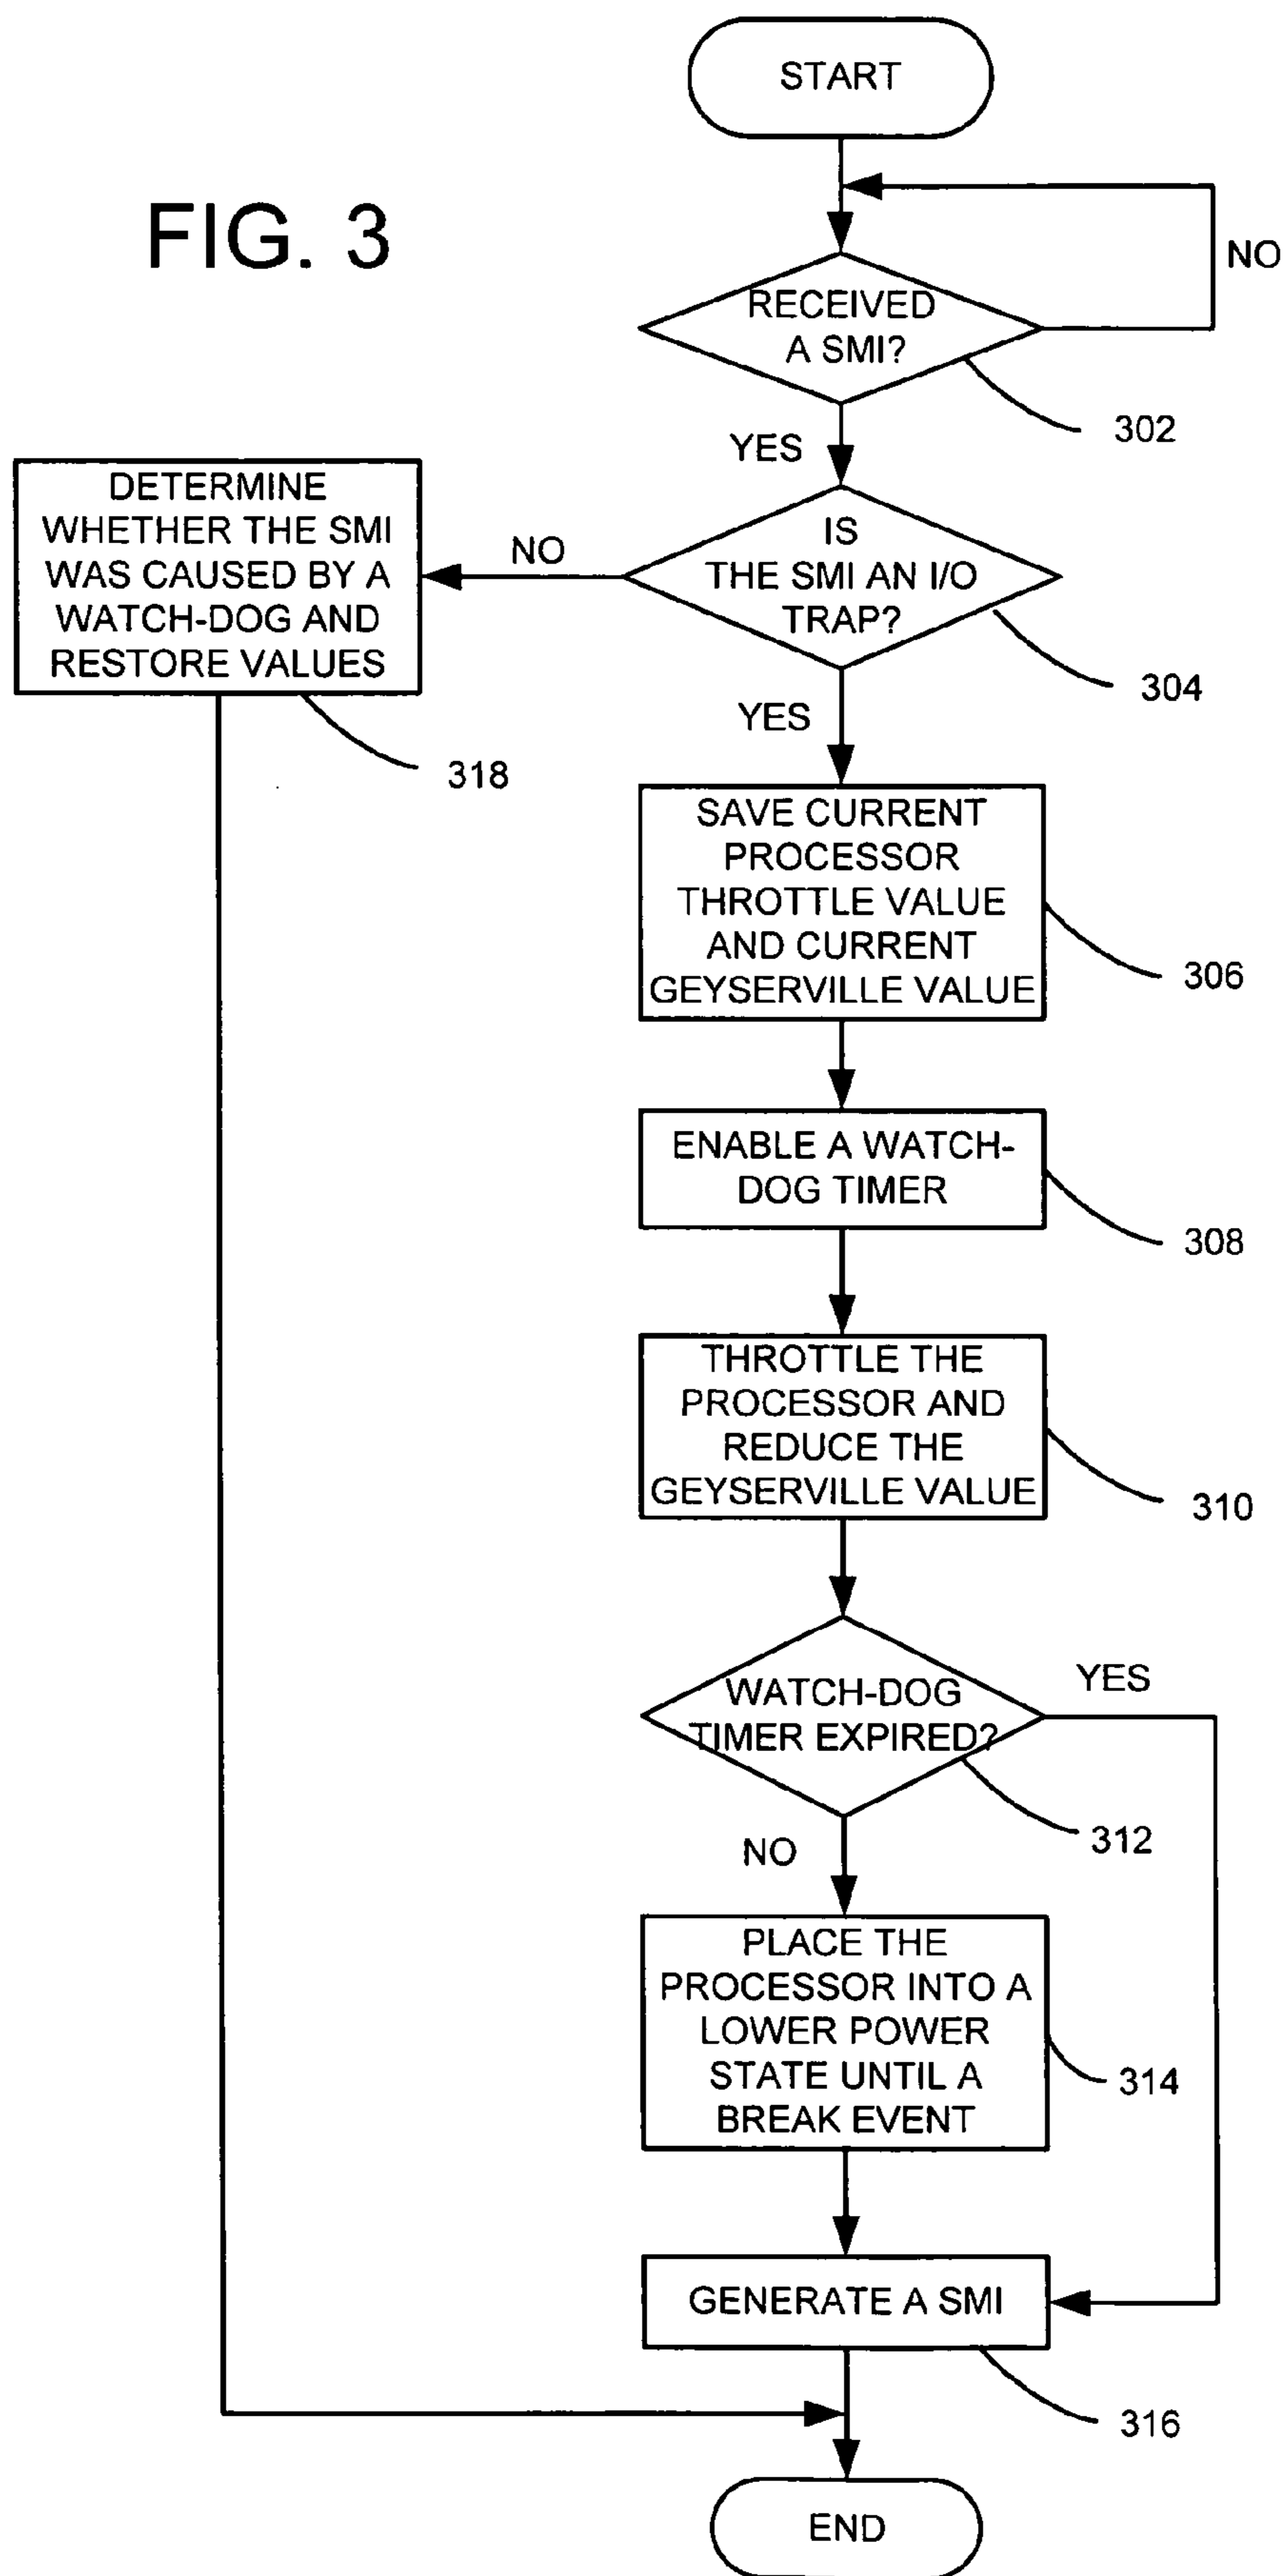 START
FIG. 3
NO
RECEIVED
A SMI?
302
YES
DETERMINE
WHETHER THE SMI
WAS CAUSED BY A
WATCH-DOG AND
RESTORE VALUES
318
NO
IS
THE SMI AN I/O
TRAP?
304
YES
SAVE CURRENT
PROCESSOR
THROTTLE VALUE
AND CURRENT
GEYSERVILLE VALUE
306
ENABLE A WATCH-
DOG TIMER
308
THROTTLE THE
PROCESSOR AND
REDUCE THE
GEYSERVILLE VALUE
310
WATCH-DOG
TIMER EXPIRED?
YES
312
NO
PLACE THE
PROCESSOR INTO A
LOWER POWER
STATE UNTIL A
BREAK EVENT
314
GENERATE A SMI
316
END